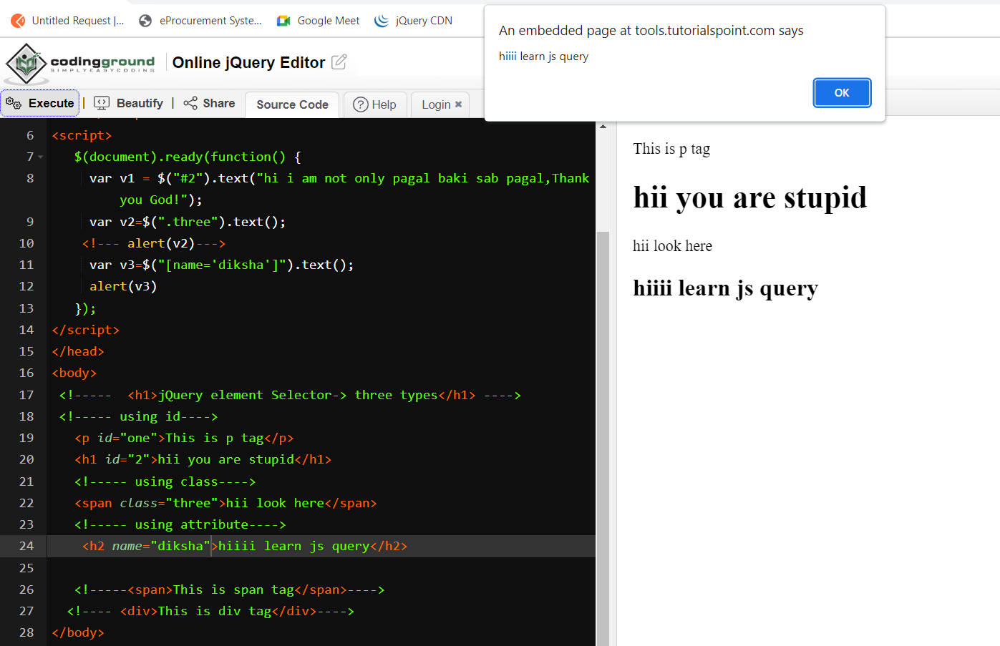 Untitled Request |...
eProcurement Syste...
Google Meet
jQuery CDN
An embedded page at tools.tutorialspoint.com says
hiiii learn js query
OK
codingground
SIMPLYEASYCODING
Online jQuery Editor
Execute | Beautify | Share
Source Code
Help
Login ×
6 <script>
7 $(document).ready(function() {
8 var v1 = $("#2").text("hi i am not only pagal baki sab pagal,Thank
you God!");
9 var v2=$(".three").text();
10 <!--- alert(v2)--->
11 var v3=$("[name='diksha']").text();
12 alert(v3)
13 });
14 </script>
15 </head>
16 <body>
17 <!----- <h1>jQuery element Selector-> three types</h1> ---->
18 <!----- using id---->
19 <p id="one">This is p tag</p>
20 <h1 id="2">hii you are stupid</h1>
21 <!----- using class---->
22 <span class="three">hii look here</span>
23 <!----- using attribute---->
24 <h2 name="diksha">hiiii learn js query</h2>
25
26 <!-----<span>This is span tag</span>---->
27 <!---- <div>This is div tag</div>---->
28 </body>
This is p tag
hii you are stupid
hii look here
hiiii learn js query